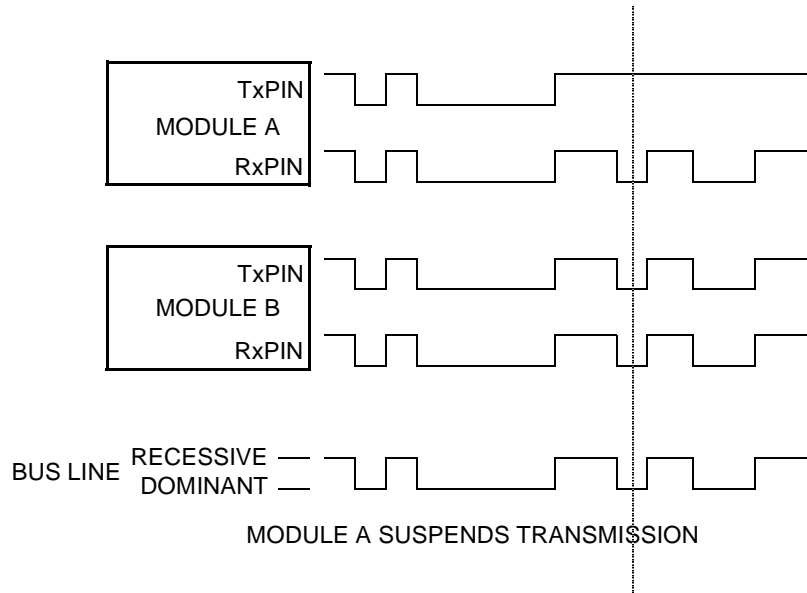 TxPIN
MODULE A
RxPIN
TxPIN
MODULE B
RxPIN
BUS LINE
RECESSIVE
DOMINANT
MODULE A SUSPENDS TRANSMISSION